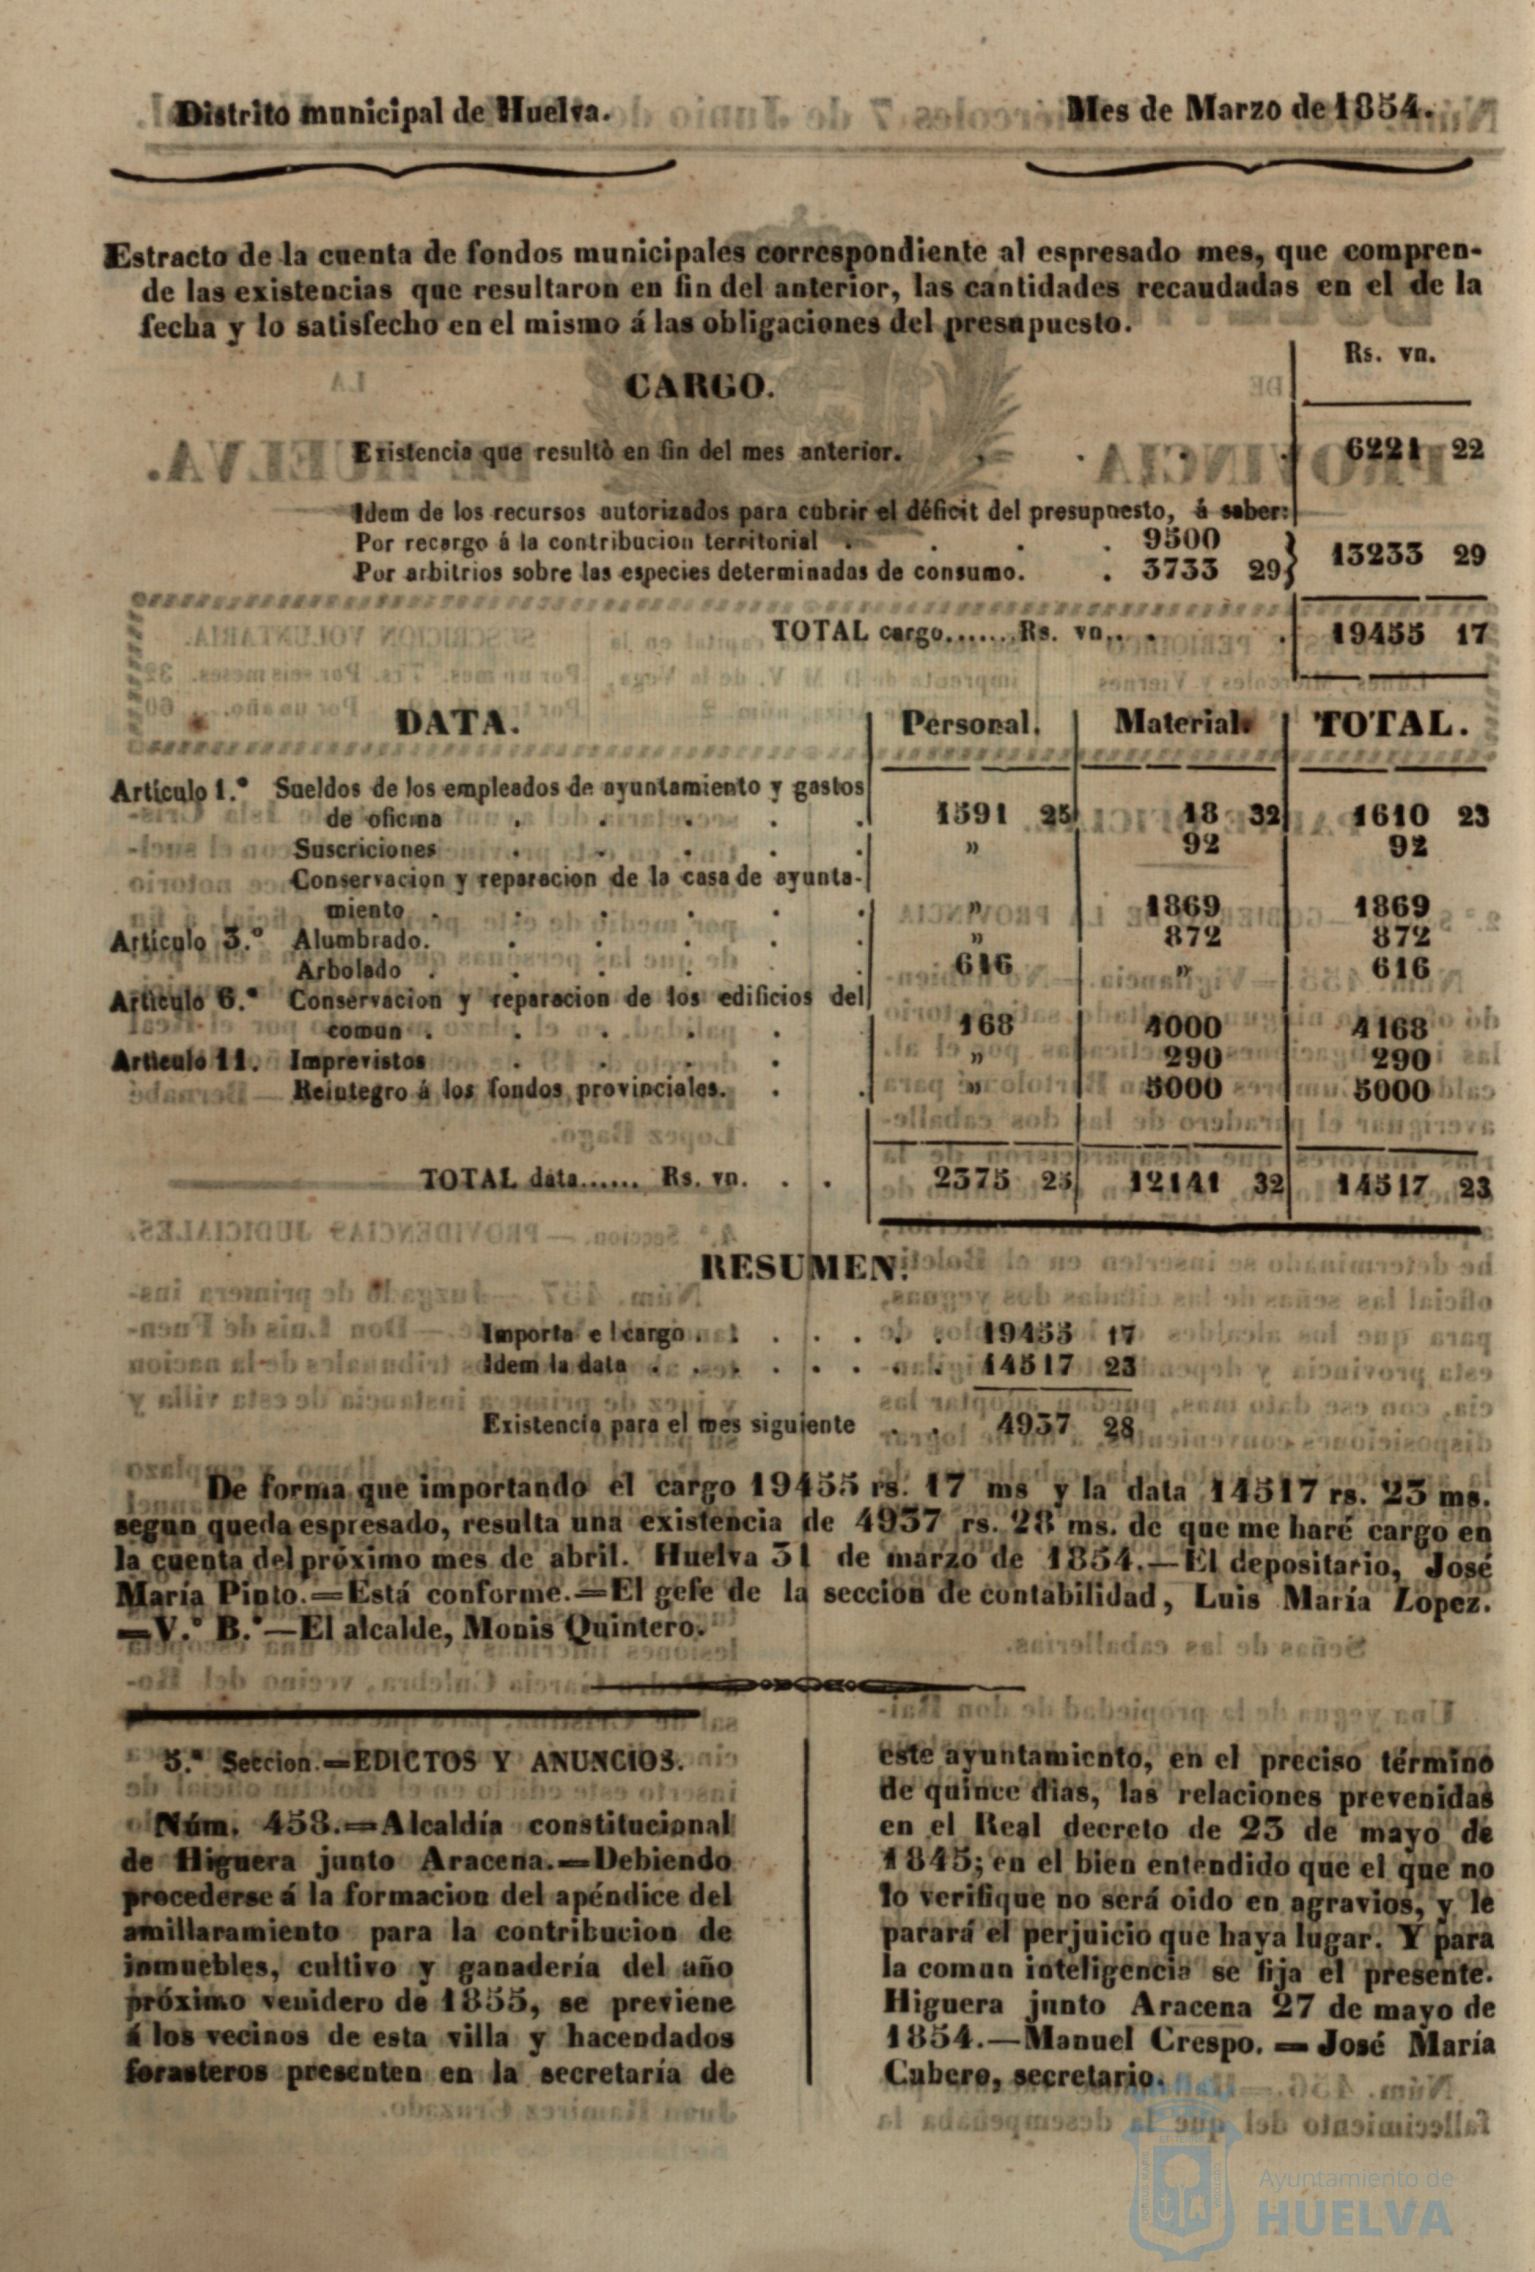 Distrito municipal de Huelva. Mes de Marzo de 1854.
Estracto de la cuenta de fondos municipales correspondiente al espresado mes, que compren-
de las existencias que resultaron en fin del anterior, las cantidades recaudadas en el de la
fecha y lo satisfecho en el mismo á las obligaciones del presupuesto.
Rs. vn.
CARGO.
Existencia que resultó en fin del mes anterior. 6221 22
Idem de los recursos autorizados para cubrir el déficit del presupuesto, á saber:
Por recargo á la contribucion territorial . . . . 9500
Por arbitrios sobre las especies determinadas de consumo. . 3733 29 } 13233 29
TOTAL cargo.......Rs. vn.. . . 19455 17
DATA. Personal. Material. TOTAL.
Artículo 1.° Sueldos de los empleados de ayuntamiento y gastos
de oficina . . . . . 1591 25 18 32 1610 23
Suscriciones . . . . . » 92 92
Conservacion y reparacion de la casa de ayunta-
miento . . . . . . » 1869 1869
Artículo 3.° Alumbrado. . . . . . » 872 872
Arbolado . . . . . . 616 » 616
Artículo 6.° Conservacion y reparacion de los edificios del
comun . . . . . 168 4000 4168
Artículo 11. Imprevistos . . . . » 290 290
Reintegro á los fondos provinciales. . . » 5000 5000
TOTAL data...... Rs. vn. . . 2375 25 12141 32 14517 23
RESUMEN.
Importa el cargo . . . . . . . 19455 17
Idem la data . . . . . . . . 14517 23
Existencia para el mes siguiente . . 4937 28
De forma que importando el cargo 19455 rs. 17 ms y la data 14517 rs. 23 ms.
segun queda espresado, resulta una existencia de 4937 rs. 28 ms. de que me haré cargo en
la cuenta del próximo mes de abril. Huelva 31 de marzo de 1854.—El depositario, José
María Pinto.=Está conforme.=El gefe de la seccion de contabilidad, Luis María Lopez.
=V.° B.°—El alcalde, Monis Quintero.
5.ª Seccion.=EDICTOS Y ANUNCIOS.
Núm. 458.=Alcaldía constitucional
de Higuera junto Aracena.=Debiendo
procederse á la formacion del apéndice del
amillaramiento para la contribucion de
inmuebles, cultivo y ganadería del año
próximo venidero de 1855, se previene
á los vecinos de esta villa y hacendados
forasteros presenten en la secretaría de
este ayuntamiento, en el preciso término
de quince dias, las relaciones prevenidas
en el Real decreto de 23 de mayo de
1845; en el bien entendido que el que no
lo verifique no será oido en agravios, y le
parará el perjuicio que haya lugar. Y para
la comun inteligencia se fija el presente.
Higuera junto Aracena 27 de mayo de
1854.—Manuel Crespo. = José María
Cubero, secretario.
Ayuntamiento de
HUELVA